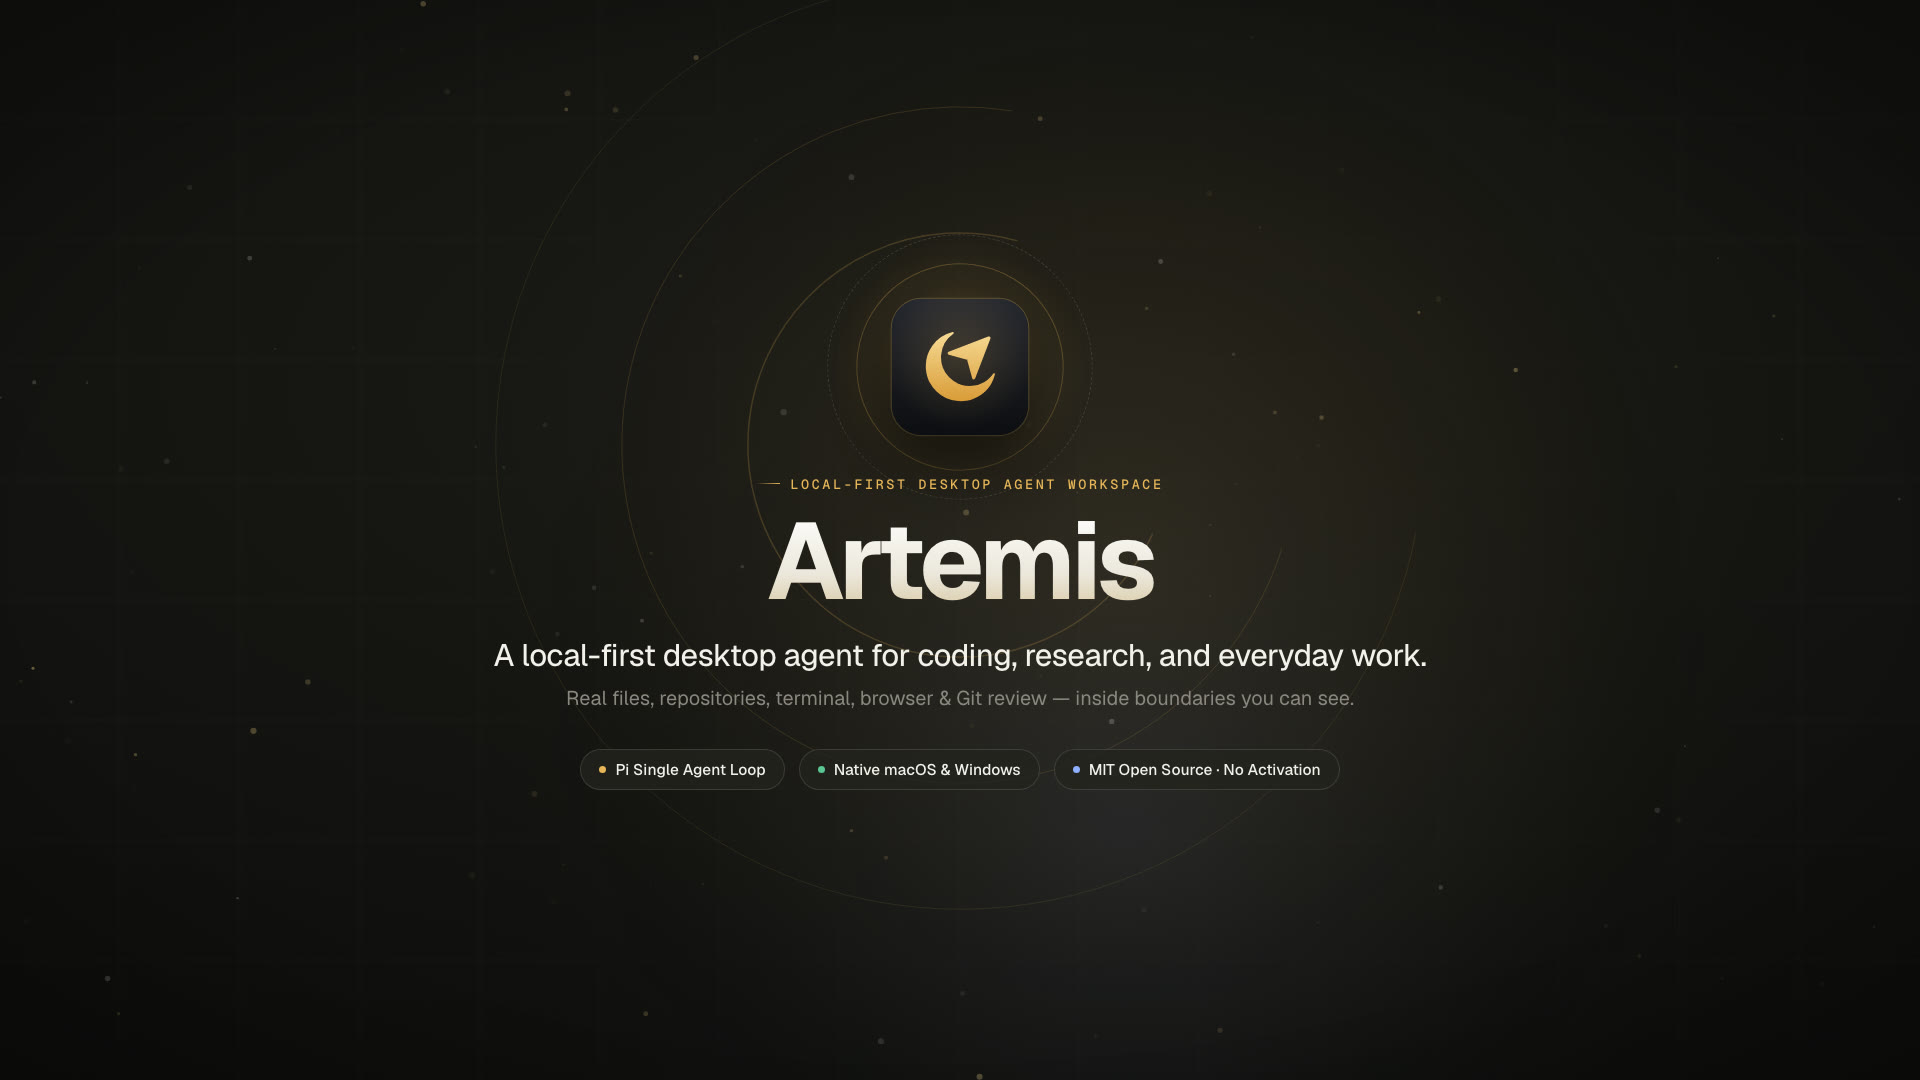 LOCAL-FIRST DESKTOP AGENT WORKSPACE
Artemis
A local-first desktop agent for coding, research, and everyday work.
Real files, repositories, terminal, browser & Git review — inside boundaries you can see.
Pi Single Agent Loop
Native macOS & Windows
MIT Open Source · No Activation